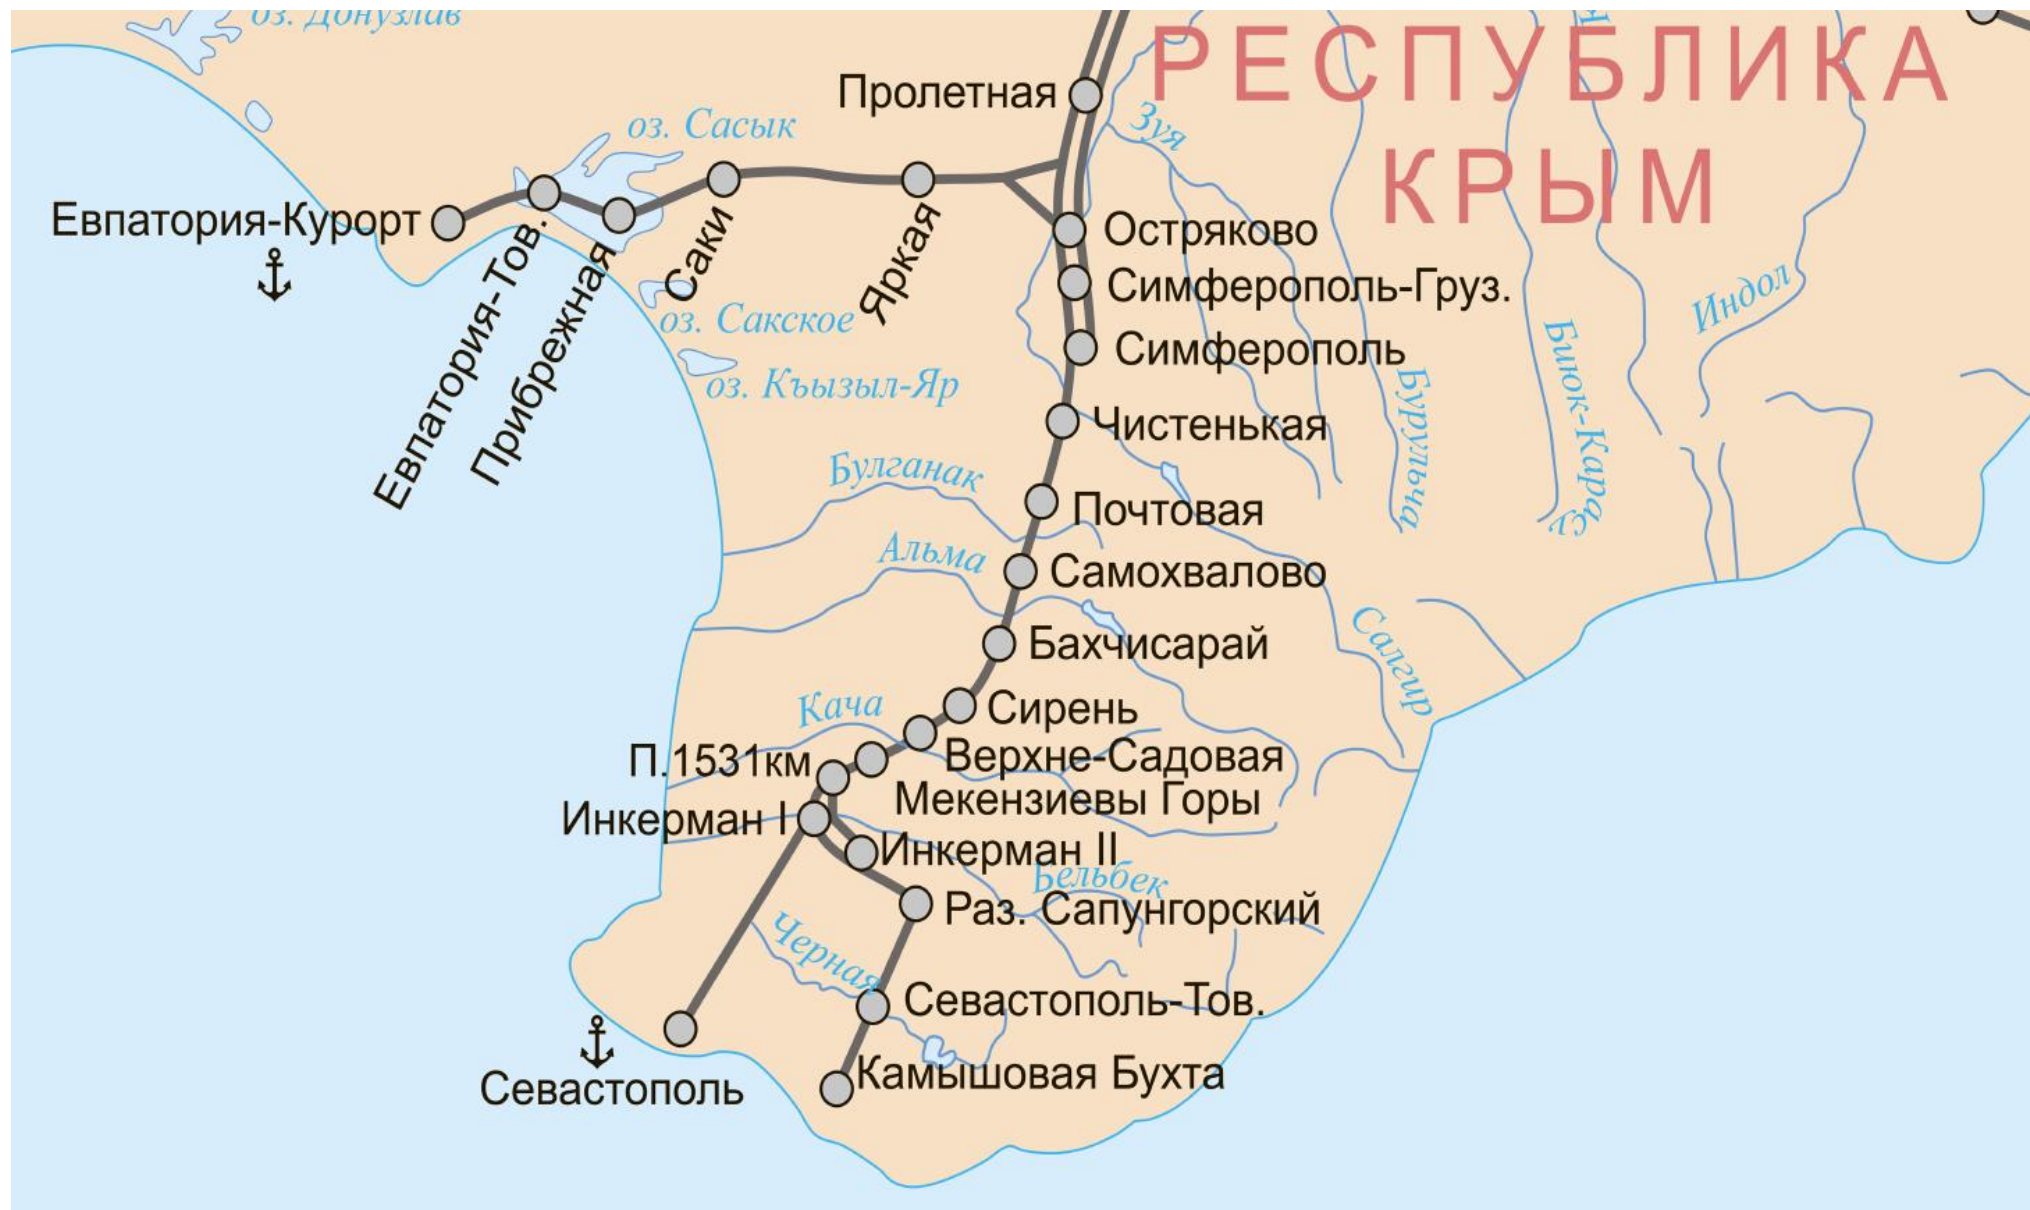 оз. Донузлав
РЕСПУБЛИКА
КРЫМ
Пролетная
Зуя
оз. Сасык
Евпатория-Курорт
Евпатория-Тов.
Прибрежная
Саки
Яркая
Остряково
Симферополь-Груз.
Индол
оз. Сакское
Симферополь
оз. Къызыл-Яр
Бурульча
Биюк-Карасу
Чистенькая
Булганак
Почтовая
Альма
Самохвалово
Бахчисарай
Салгир
Кача
Сирень
П.1531км
Верхне-Садовая
Мекензиевы Горы
Инкерман I
Инкерман II
Бельбек
Раз. Сапунгорский
Черная
Севастополь-Тов.
Камышовая Бухта
Севастополь